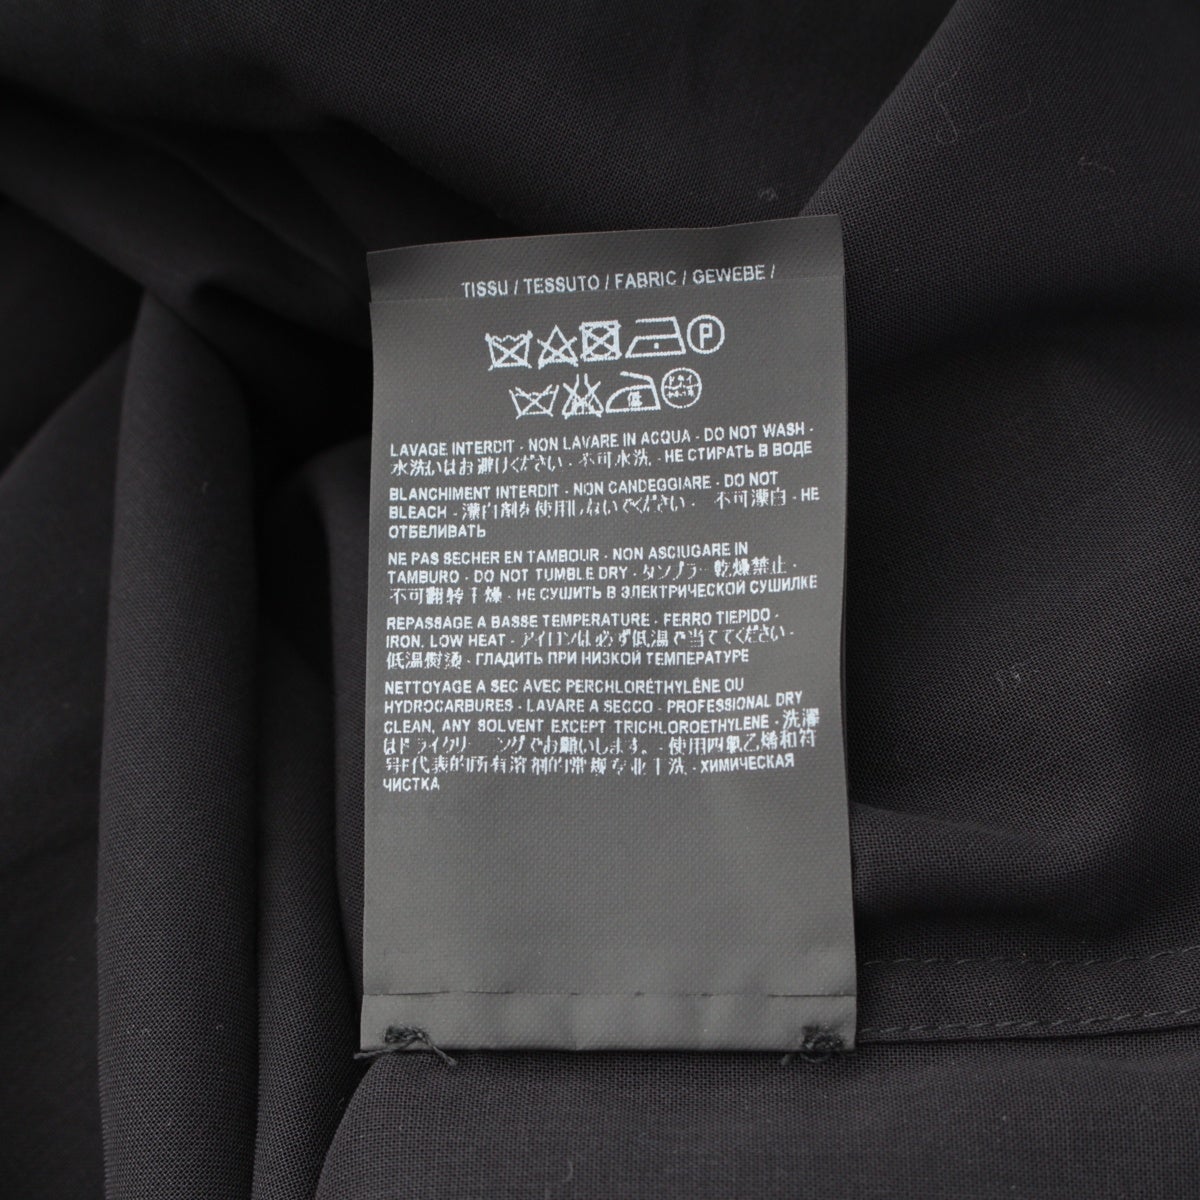 TISSU / TESSUTO / FABRIC / GEWEBE /
P
低
LAVAGE INTERDIT - NON LAVARE IN ACQUA - DO NOT WASH -
水洗いはお避けください - 不可水洗 - НЕ СТИРАТЬ В ВОДЕ
BLANCHIMENT INTERDIT - NON CANDEGGIARE - DO NOT
BLEACH - 漂白剤を使用しないでください - 不可漂白 - НЕ
ОТБЕЛИВАТЬ
NE PAS SECHER EN TAMBOUR - NON ASCIUGARE IN
TAMBURO - DO NOT TUMBLE DRY - タンブラー乾燥禁止 -
不可翻转干燥 - НЕ СУШИТЬ В ЭЛЕКТРИЧЕСКОЙ СУШИЛКЕ
REPASSAGE A BASSE TEMPERATURE - FERRO TIEPIDO -
IRON, LOW HEAT - アイロンは必ず低温で当ててください -
低温熨烫 - ГЛАДИТЬ ПРИ НИЗКОЙ ТЕМПЕРАТУРЕ
NETTOYAGE A SEC AVEC PERCHLORÉTHYLÈNE OU
HYDROCARBURES - LAVARE A SECCO - PROFESSIONAL DRY
CLEAN, ANY SOLVENT EXCEPT TRICHLOROETHYLENE - 洗濯
はドライクリーニングでお願いします。- 使用四氯乙烯和符
号F代表的所有溶剂的常规专业干洗 - ХИМИЧЕСКАЯ
ЧИСТКА